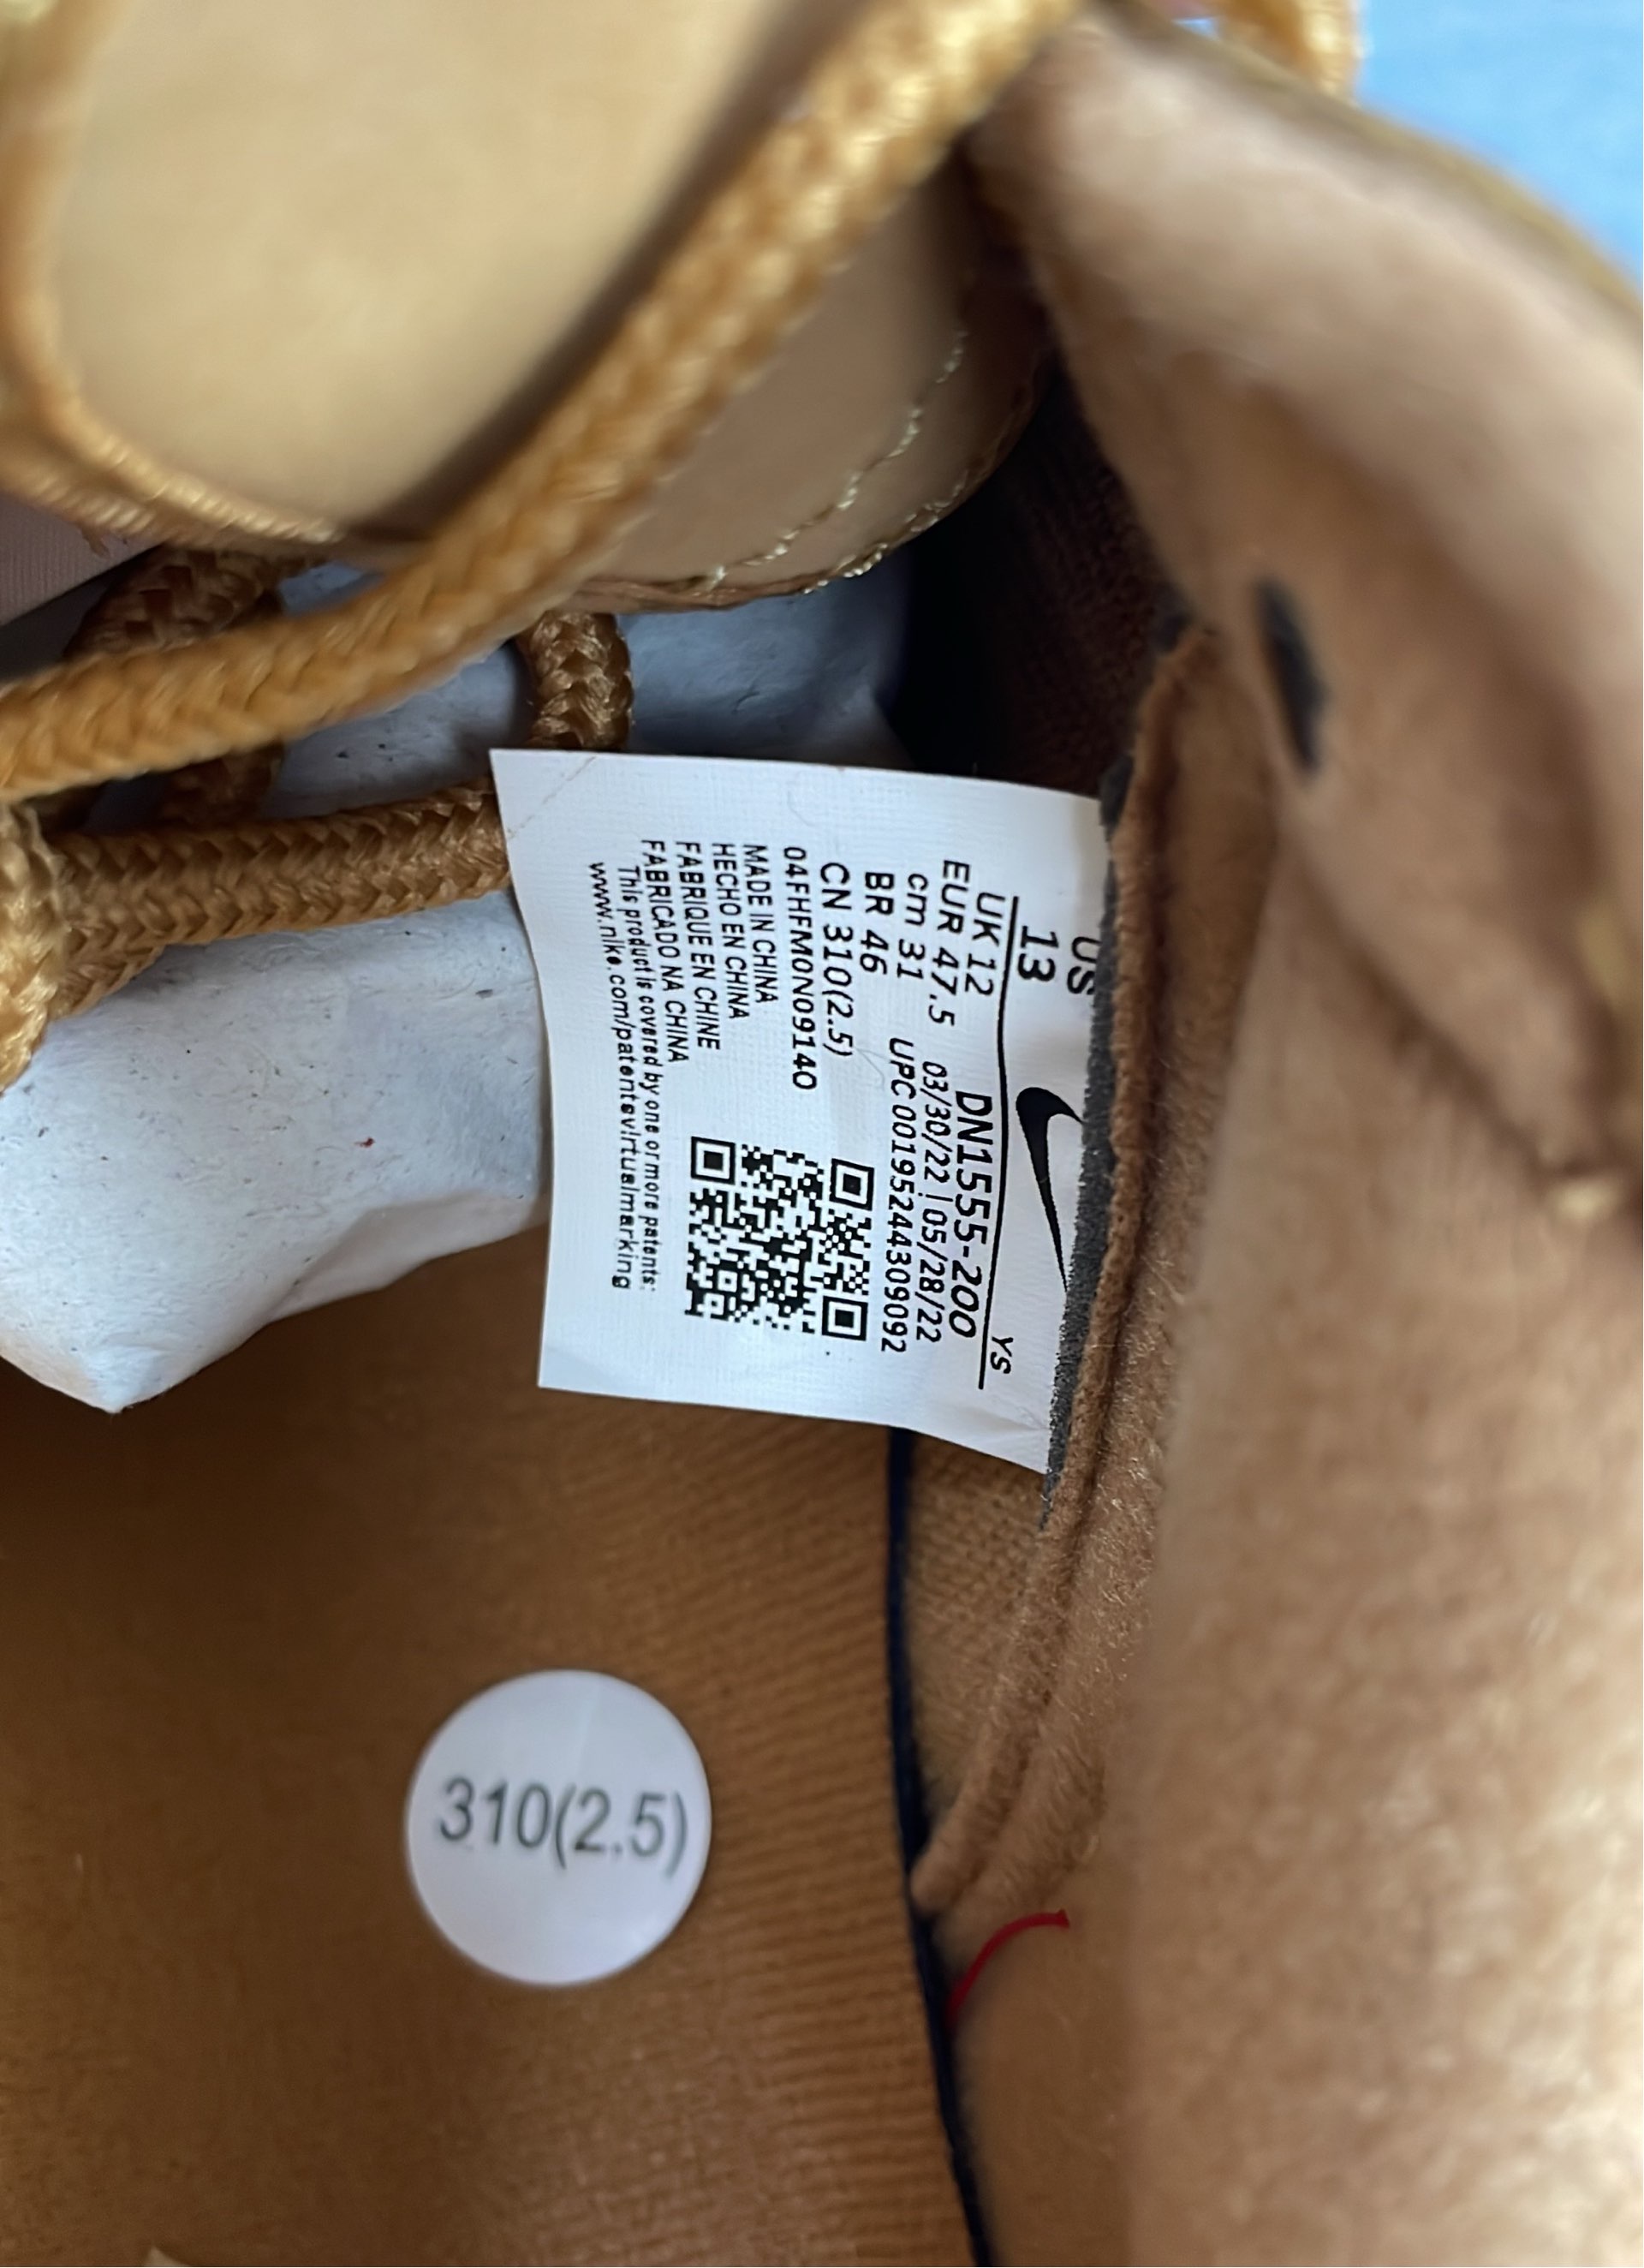 US
13
YS
UK 12
EUR 47.5
cm 31
BR 46
CN 310(2.5)
DN1555-200
03/30/22 | 05/28/22
UPC 00195244309092
04FHFM0N09140
MADE IN CHINA
HECHO EN CHINA
FABRIQUE EN CHINE
FABRICADO NA CHINA
This product is covered by one or more patents:
www.nike.com/patentsvirtualmarking
310(2.5)